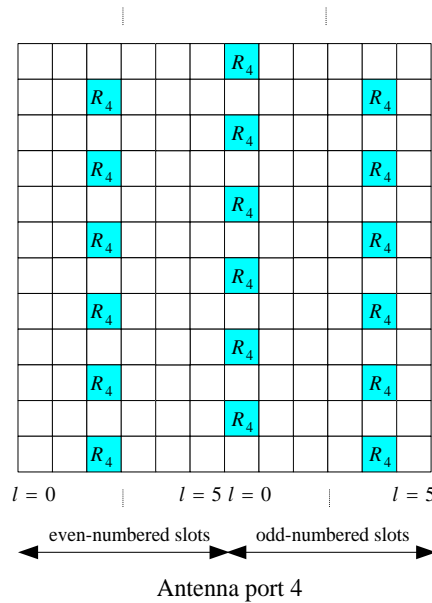 R4
R4 R4
R4
R4 R4
R4
R4 R4
R4
R4 R4
R4
R4 R4
R4
R4 R4
l = 0 l = 5 l = 0 l = 5
even-numbered slots odd-numbered slots
Antenna port 4